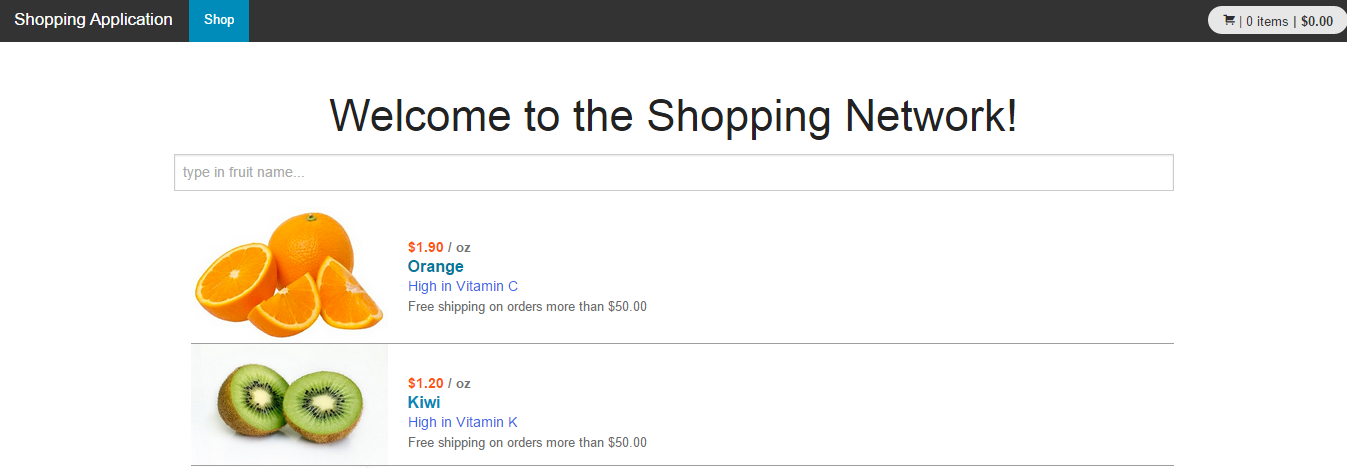 Shopping Application Shop | 0 items | $0.00
Welcome to the Shopping Network!
type in fruit name...
$1.90 / oz
Orange
High in Vitamin C
Free shipping on orders more than $50.00
$1.20 / oz
Kiwi
High in Vitamin K
Free shipping on orders more than $50.00